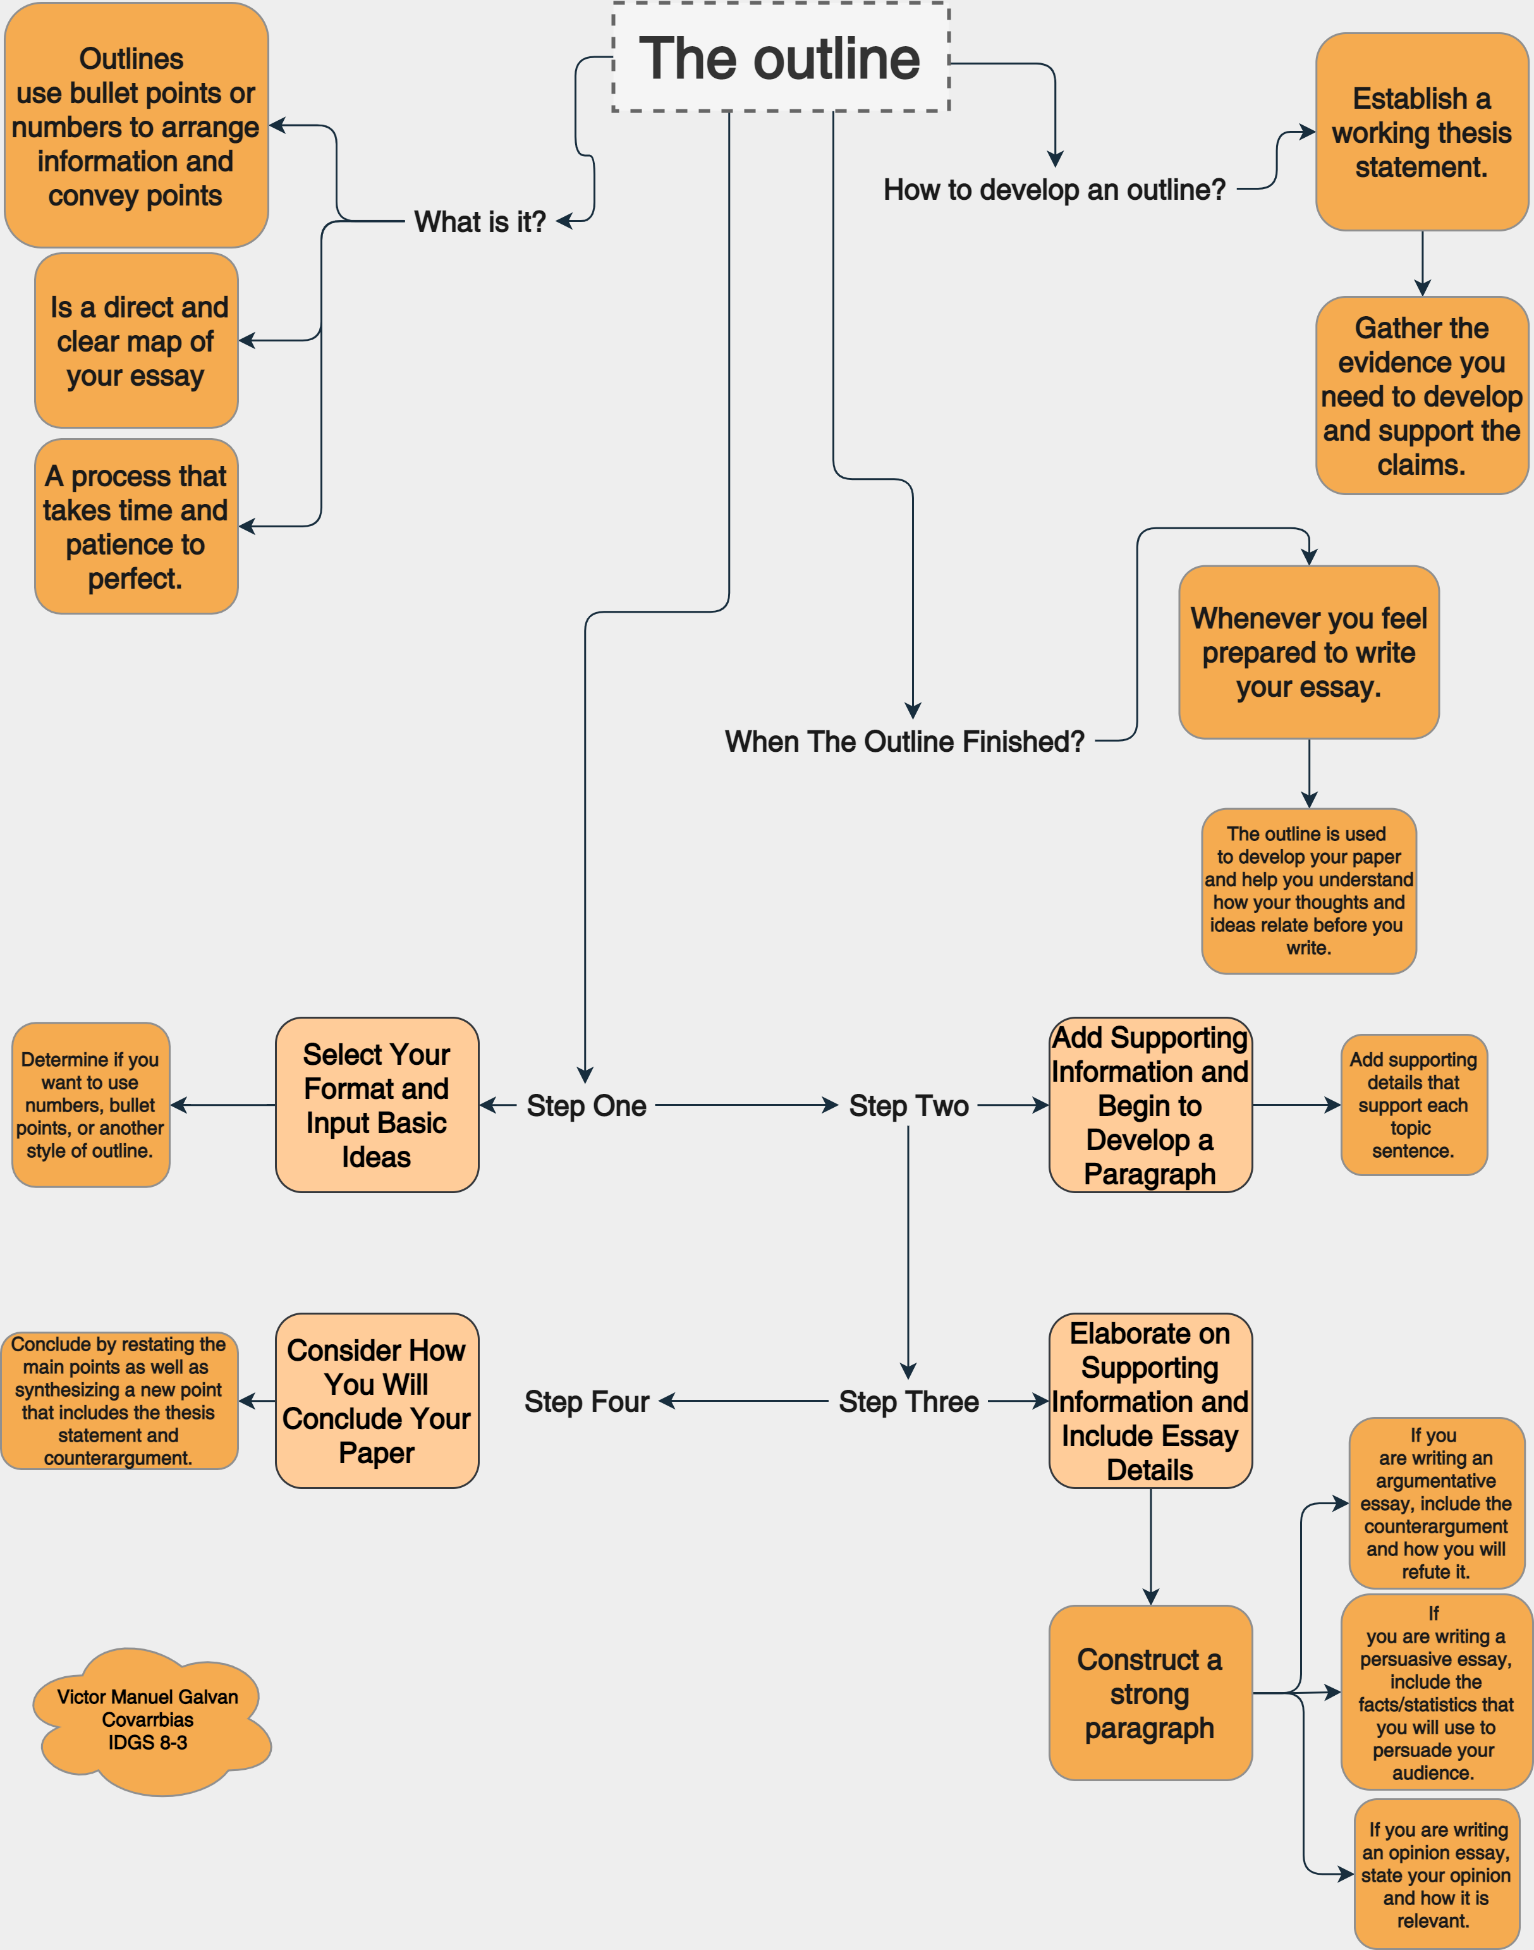 The outline
Outlines
use bullet points or
numbers to arrange
information and
convey points
What is it?
Is a direct and
clear map of
your essay
A process that
takes time and
patience to
perfect.
How to develop an outline?
Establish a
working thesis
statement.
Gather the
evidence you
need to develop
and support the
claims.
When The Outline Finished?
Whenever you feel
prepared to write
your essay.
The outline is used
to develop your paper
and help you understand
how your thoughts and
ideas relate before you
write.
Step One
Select Your
Format and
Input Basic
Ideas
Determine if you
want to use
numbers, bullet
points, or another
style of outline.
Step Two
Add Supporting
Information and
Begin to
Develop a
Paragraph
Add supporting
details that
support each
topic
sentence.
Step Three
Elaborate on
Supporting
Information and
Include Essay
Details
Construct a
strong
paragraph
If you
are writing an
argumentative
essay, include the
counterargument
and how you will
refute it.
If
you are writing a
persuasive essay,
include the
facts/statistics that
you will use to
persuade your
audience.
If you are writing
an opinion essay,
state your opinion
and how it is
relevant.
Step Four
Consider How
You Will
Conclude Your
Paper
Conclude by restating the
main points as well as
synthesizing a new point
that includes the thesis
statement and
counterargument.
Victor Manuel Galvan
Covarrbias
IDGS 8-3